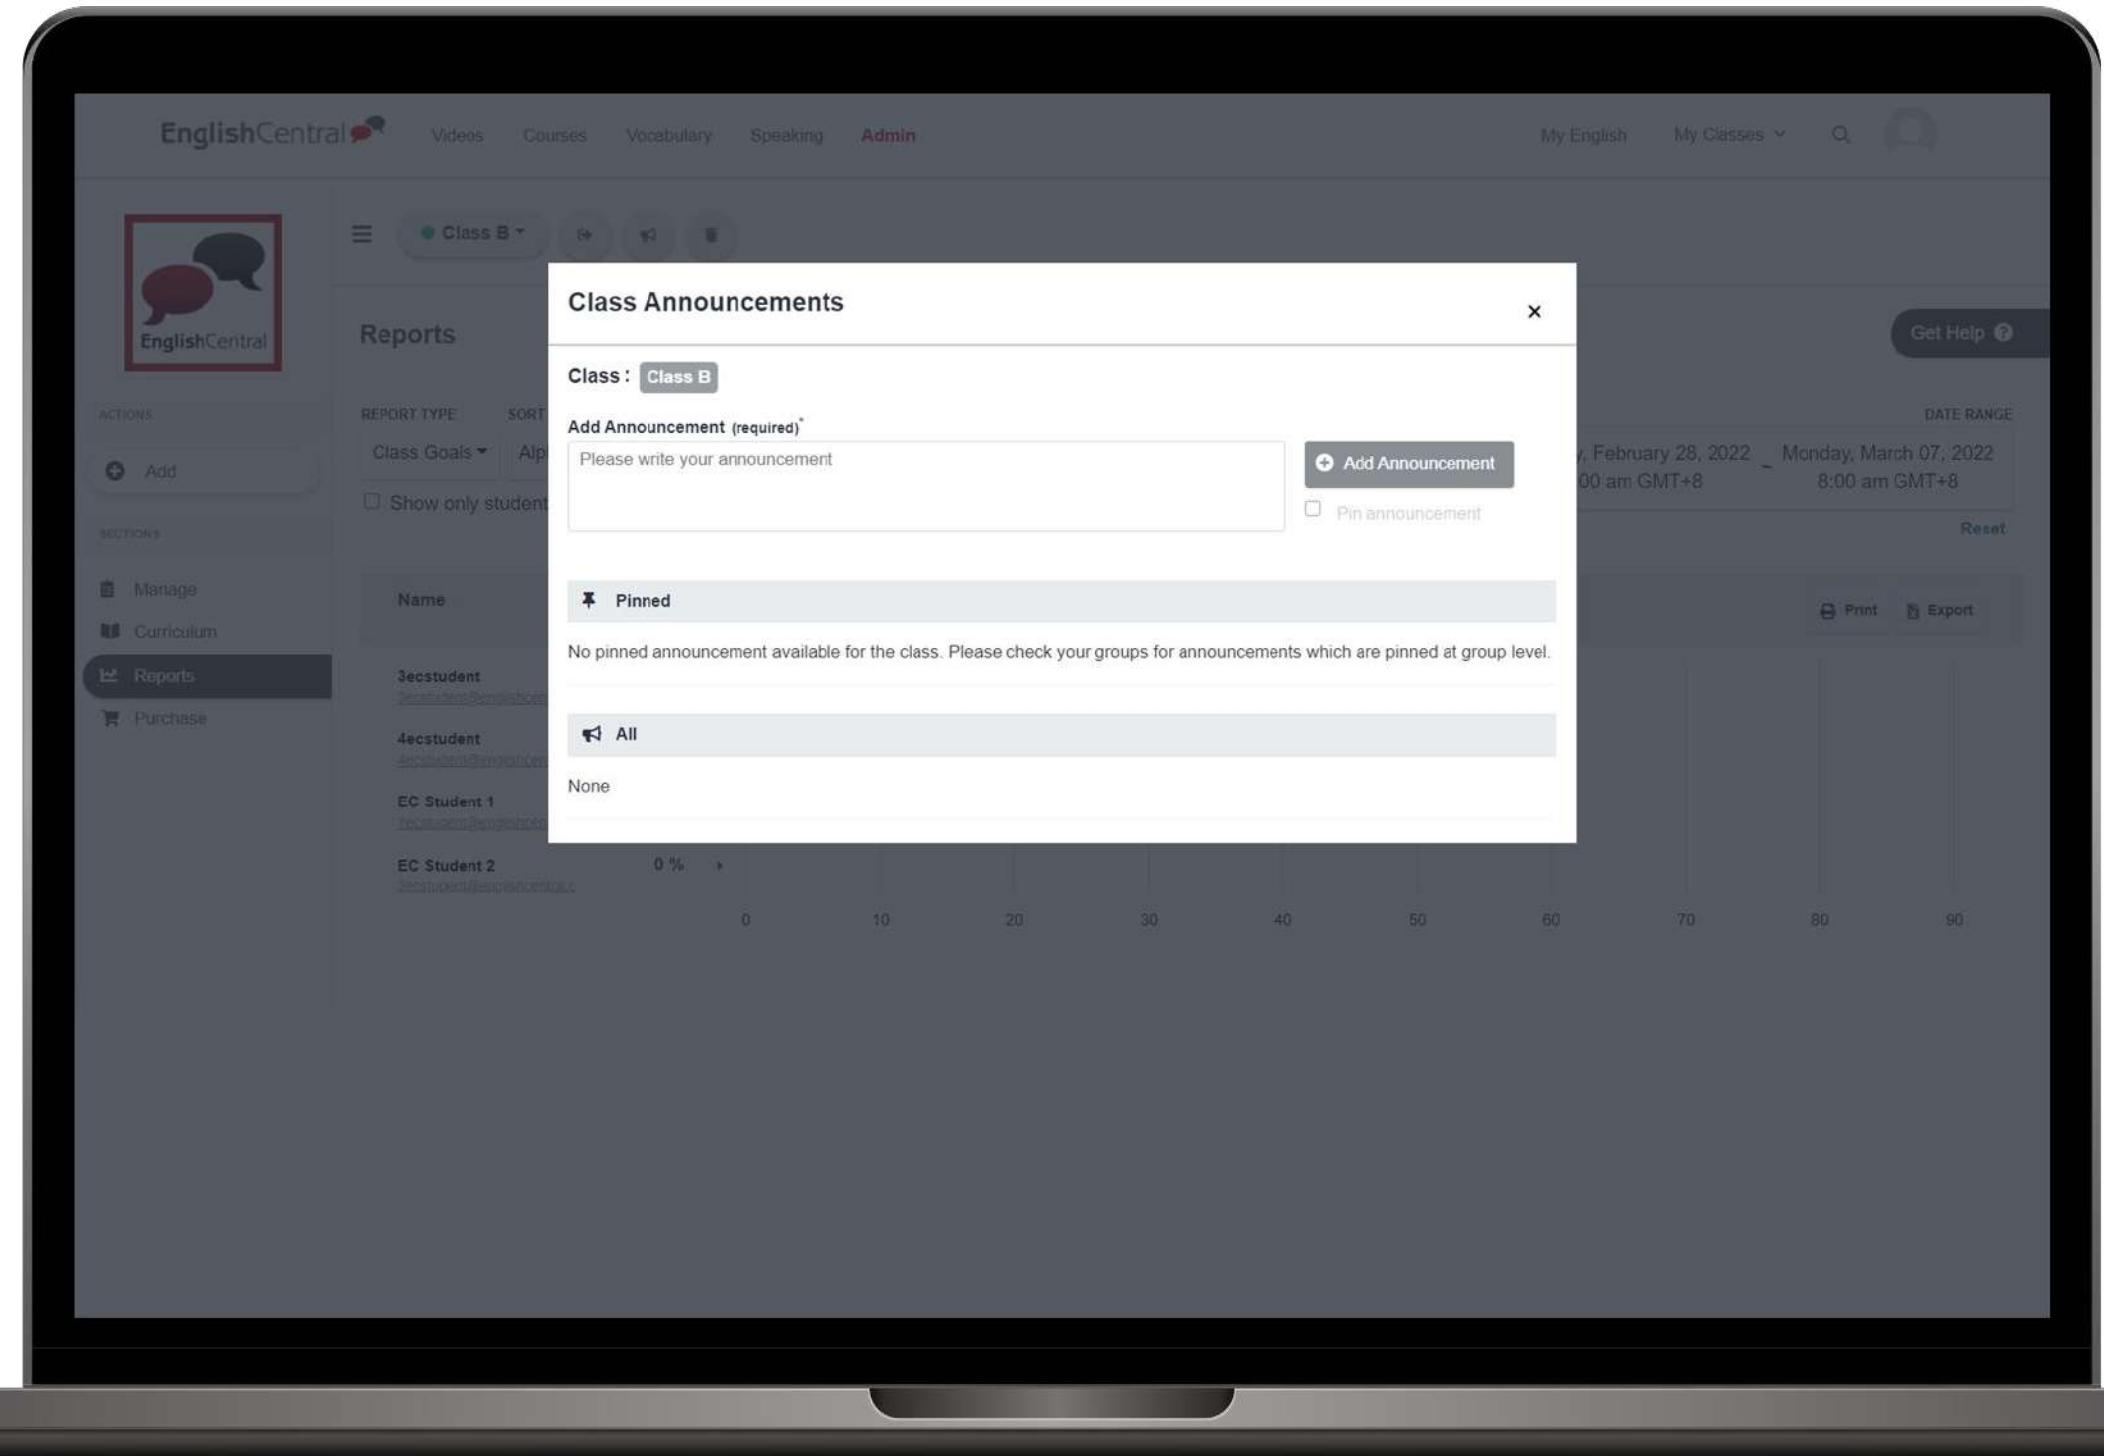 EnglishCentral
Videos Courses Vocabulary Speaking Admin My English My Classes
Class B
EnglishCentral
Reports
Get Help
Class Announcements
×
Class : Class B
Add Announcement (required)*
Please write your announcement
Add Announcement
Pin announcement
Pinned
No pinned announcement available for the class. Please check your groups for announcements which are pinned at group level.
All
None
ACTIONS
Add
SECTIONS
Manage
Curriculum
Reports
Purchase
REPORT TYPE SORT
Class Goals
Show only student
DATE RANGE
February 28, 2022 – Monday, March 07, 2022
00 am GMT+8 8:00 am GMT+8
Reset
Name
Print Export
3ecstudent
4ecstudent
EC Student 1
EC Student 2 0 %
0 10 20 30 40 50 60 70 80 90